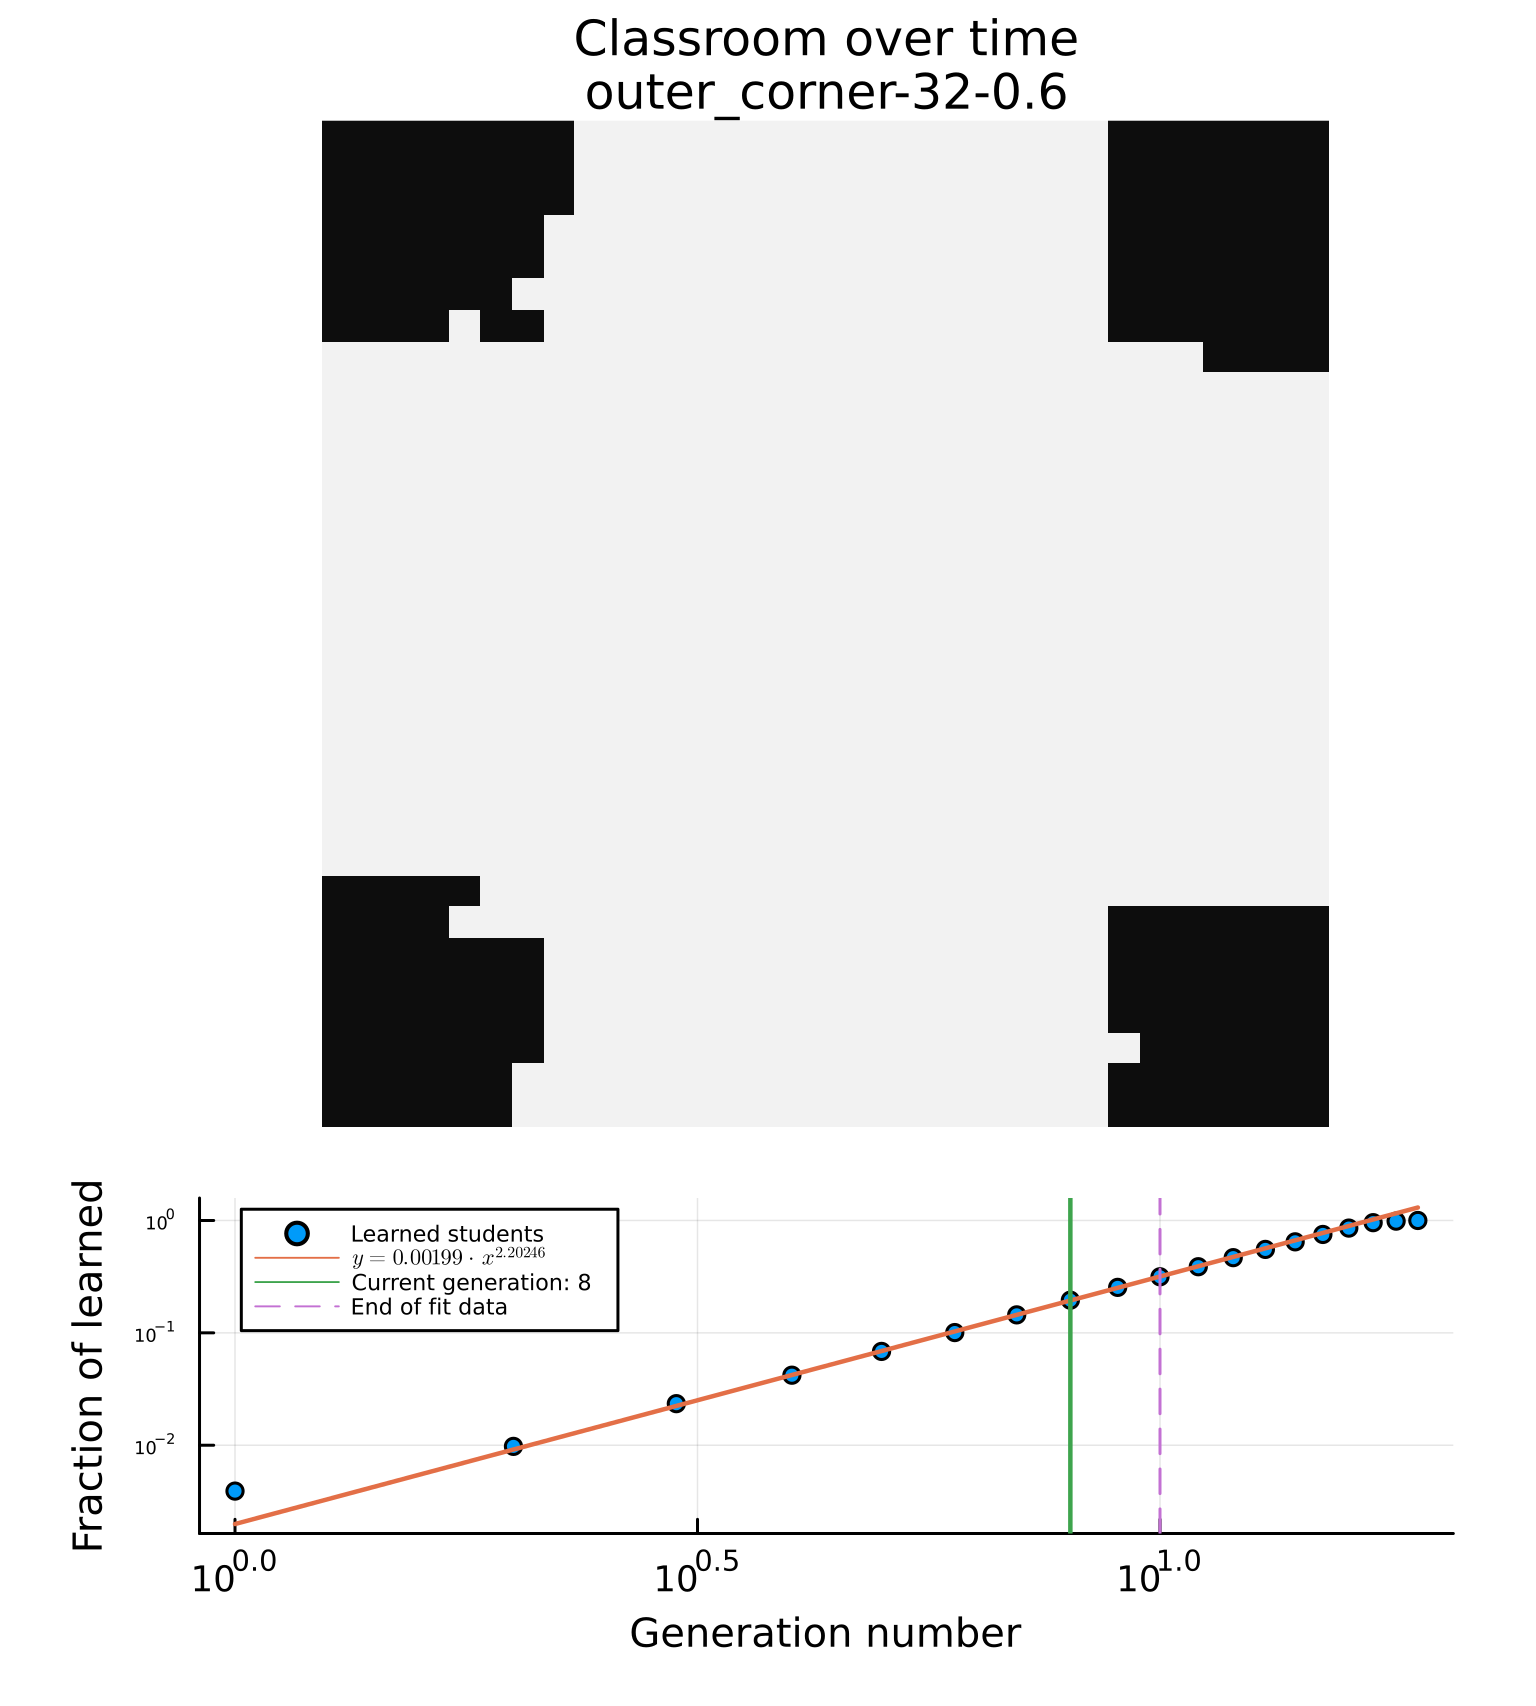 Classroom over time
outer_corner-32-0.6
Fraction of learned
10⁰
10⁻¹
10⁻²
Learned students
y = 0.00199 · x^2.20246
Current generation: 8
End of fit data
10^0.0
10^0.5
10^1.0
Generation number